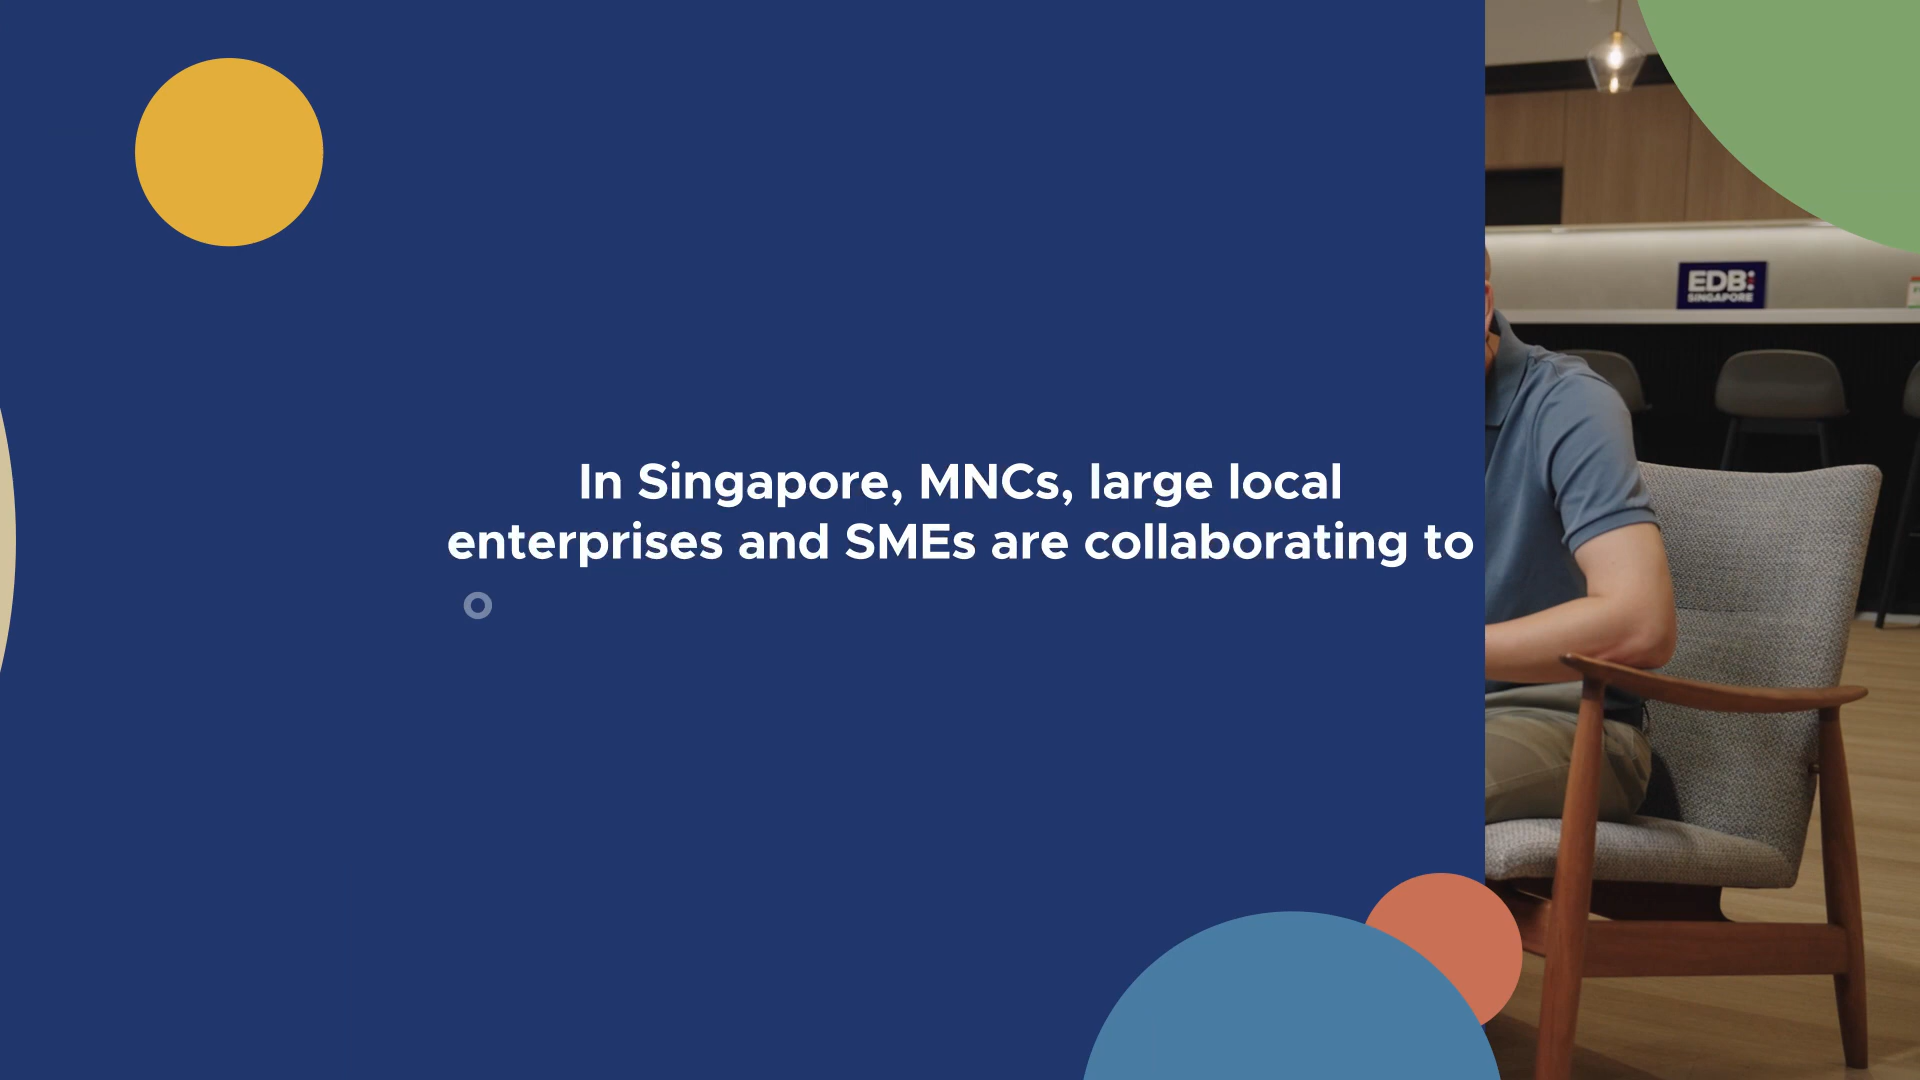 In Singapore, MNCs, large local
enterprises and SMEs are collaborating to
EDB:
SINGAPORE